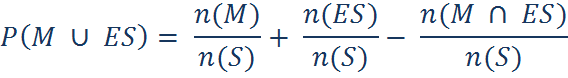 P(M ∪ ES) = n(M)/n(S) + n(ES)/n(S) − n(M ∩ ES)/n(S)